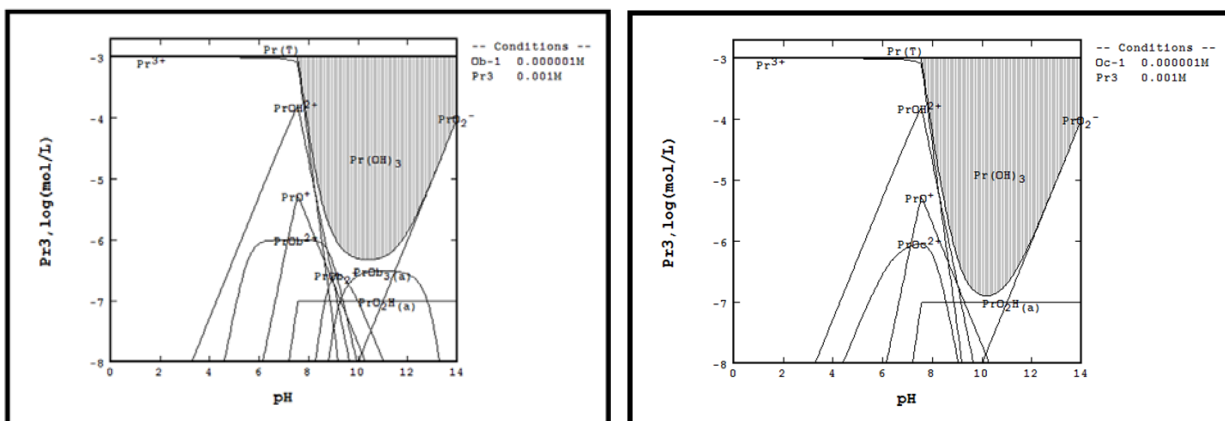 Pr(T)
-- Conditions --
Ob-1 0.000001M
Pr3 0.001M
Pr3+
PrOH2+
PrO2-
Pr(OH)3
PrO+
PrOb2+
PrOb2+
PrOb3(a)
PrO2H(a)
-3
-4
-5
-6
-7
-8
0 2 4 6 8 10 12 14
pH
Pr3, log(mol/L)
Pr(T)
-- Conditions --
Oc-1 0.000001M
Pr3 0.001M
Pr3+
PrOH2+
PrO2-
Pr(OH)3
PrO+
PrOc2+
PrO2H(a)
-3
-4
-5
-6
-7
-8
0 2 4 6 8 10 12 14
pH
Pr3, log(mol/L)